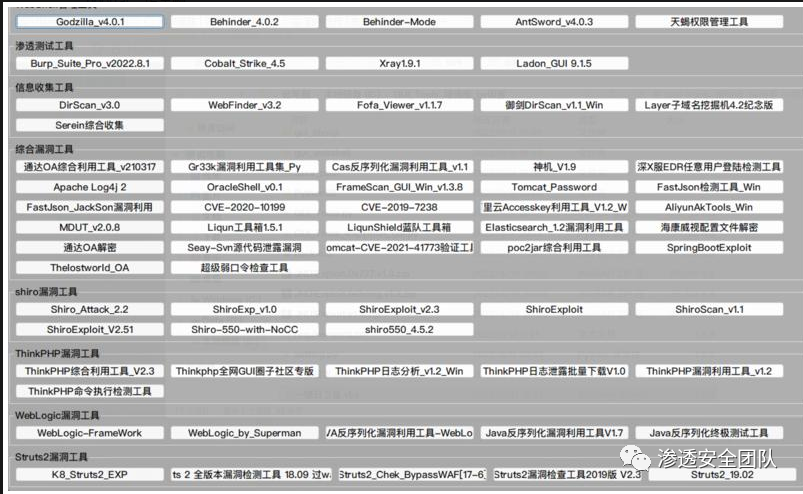 Godzilla_v4.0.1 Behinder_4.0.2 Behinder-Mode AntSword_v4.0.3 天蝎权限管理工具
渗透测试工具
Burp_Suite_Pro_v2022.8.1 Cobalt_Strike_4.5 Xray1.9.1 Ladon_GUI 9.1.5
信息收集工具
DirScan_v3.0 WebFinder_v3.2 Fofa_Viewer_v1.1.7 御剑DirScan_v1.1_Win Layer子域名挖掘机4.2纪念版
Serein综合收集
综合漏洞工具
通达OA综合利用工具_v210317 Gr33k漏洞利用工具集_Py Cas反序列化漏洞利用工具_v1.1 神机_V1.9 深X服EDR任意用户登陆检测工具
Apache Log4j 2 OracleShell_v0.1 FrameScan_GUI_Win_v1.3.8 Tomcat_Password FastJson检测工具_Win
FastJson_JackSon漏洞利用 CVE-2020-10199 CVE-2019-7238 里云Accesskey利用工具_V1.2_W AliyunAkTools_Win
MDUT_v2.0.8 Liqun工具箱1.5.1 LiqunShield蓝队工具箱 Elasticsearch_1.2漏洞利用工具 海康威视配置文件解密
通达OA解密 Seay-Svn源代码泄露漏洞 omcat-CVE-2021-41773验证工具 poc2jar综合利用工具 SpringBootExploit
Thelostworld_OA 超级弱口令检查工具
shiro漏洞工具
Shiro_Attack_2.2 ShiroExp_v1.0 ShiroExploit_v2.3 ShiroExploit ShiroScan_v1.1
ShiroExploit_V2.51 Shiro-550-with-NoCC shiro550_4.5.2
ThinkPHP漏洞工具
ThinkPHP综合利用工具_V2.3 Thinkphp全网GUI圈子社区专版 ThinkPHP日志分析_v1.2_Win ThinkPHP日志泄露批量下载V1.0 ThinkPHP漏洞利用工具_v1.2
ThinkPHP命令执行检测工具
WebLogic漏洞工具
WebLogic-FrameWork WebLogic_by_Superman VA反序列化漏洞利用工具-WebLo Java反序列化漏洞利用工具V1.7 Java反序列化终极测试工具
Struts2漏洞工具
K8_Struts2_EXP ts 2 全版本漏洞检测工具 18.09 过w Struts2_Chek_BypassWAF[17-6] Struts2漏洞检查工具2019版 V2.3 Struts2_19.02
渗透安全团队